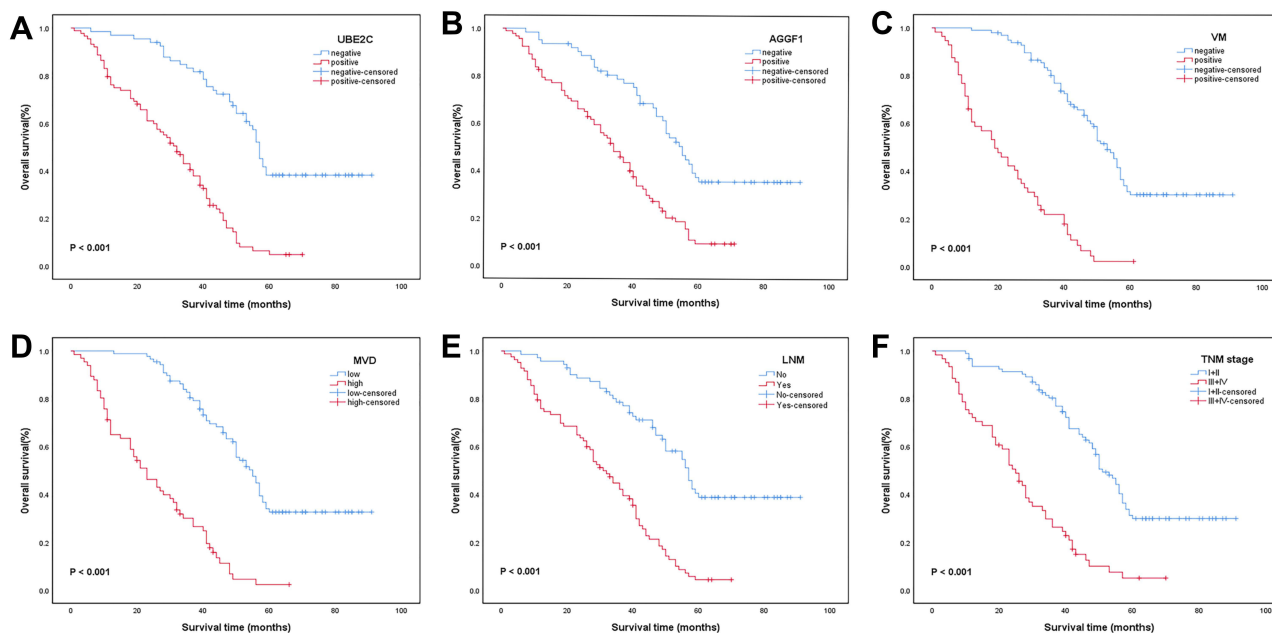 A
UBE2C
negative
positive
negative-censored
positive-censored
Overall survival(%)
1.0
0.8
0.6
0.4
0.2
0.0
P < 0.001
0 20 40 60 80 100
Survival time (months)
B
AGGF1
negative
positive
negative-censored
positive-censored
Overall survival(%)
1.0
0.8
0.6
0.4
0.2
0.0
P < 0.001
0 20 40 60 80 100
Survival time (months)
C
VM
negative
positive
negative-censored
positive-censored
Overall survival(%)
1.0
0.8
0.6
0.4
0.2
0.0
P < 0.001
0 20 40 60 80 100
Survival time (months)
D
MVD
low
high
low-censored
high-censored
Overall survival(%)
1.0
0.8
0.6
0.4
0.2
0.0
P < 0.001
0 20 40 60 80 100
Survival time (months)
E
LNM
No
Yes
No-censored
Yes-censored
Overall survival(%)
1.0
0.8
0.6
0.4
0.2
0.0
P < 0.001
0 20 40 60 80 100
Survival time (months)
F
TNM stage
I+II
III+IV
I+II-censored
III+IV-censored
Overall survival(%)
1.0
0.8
0.6
0.4
0.2
0.0
P < 0.001
0 20 40 60 80 100
Survival time (months)